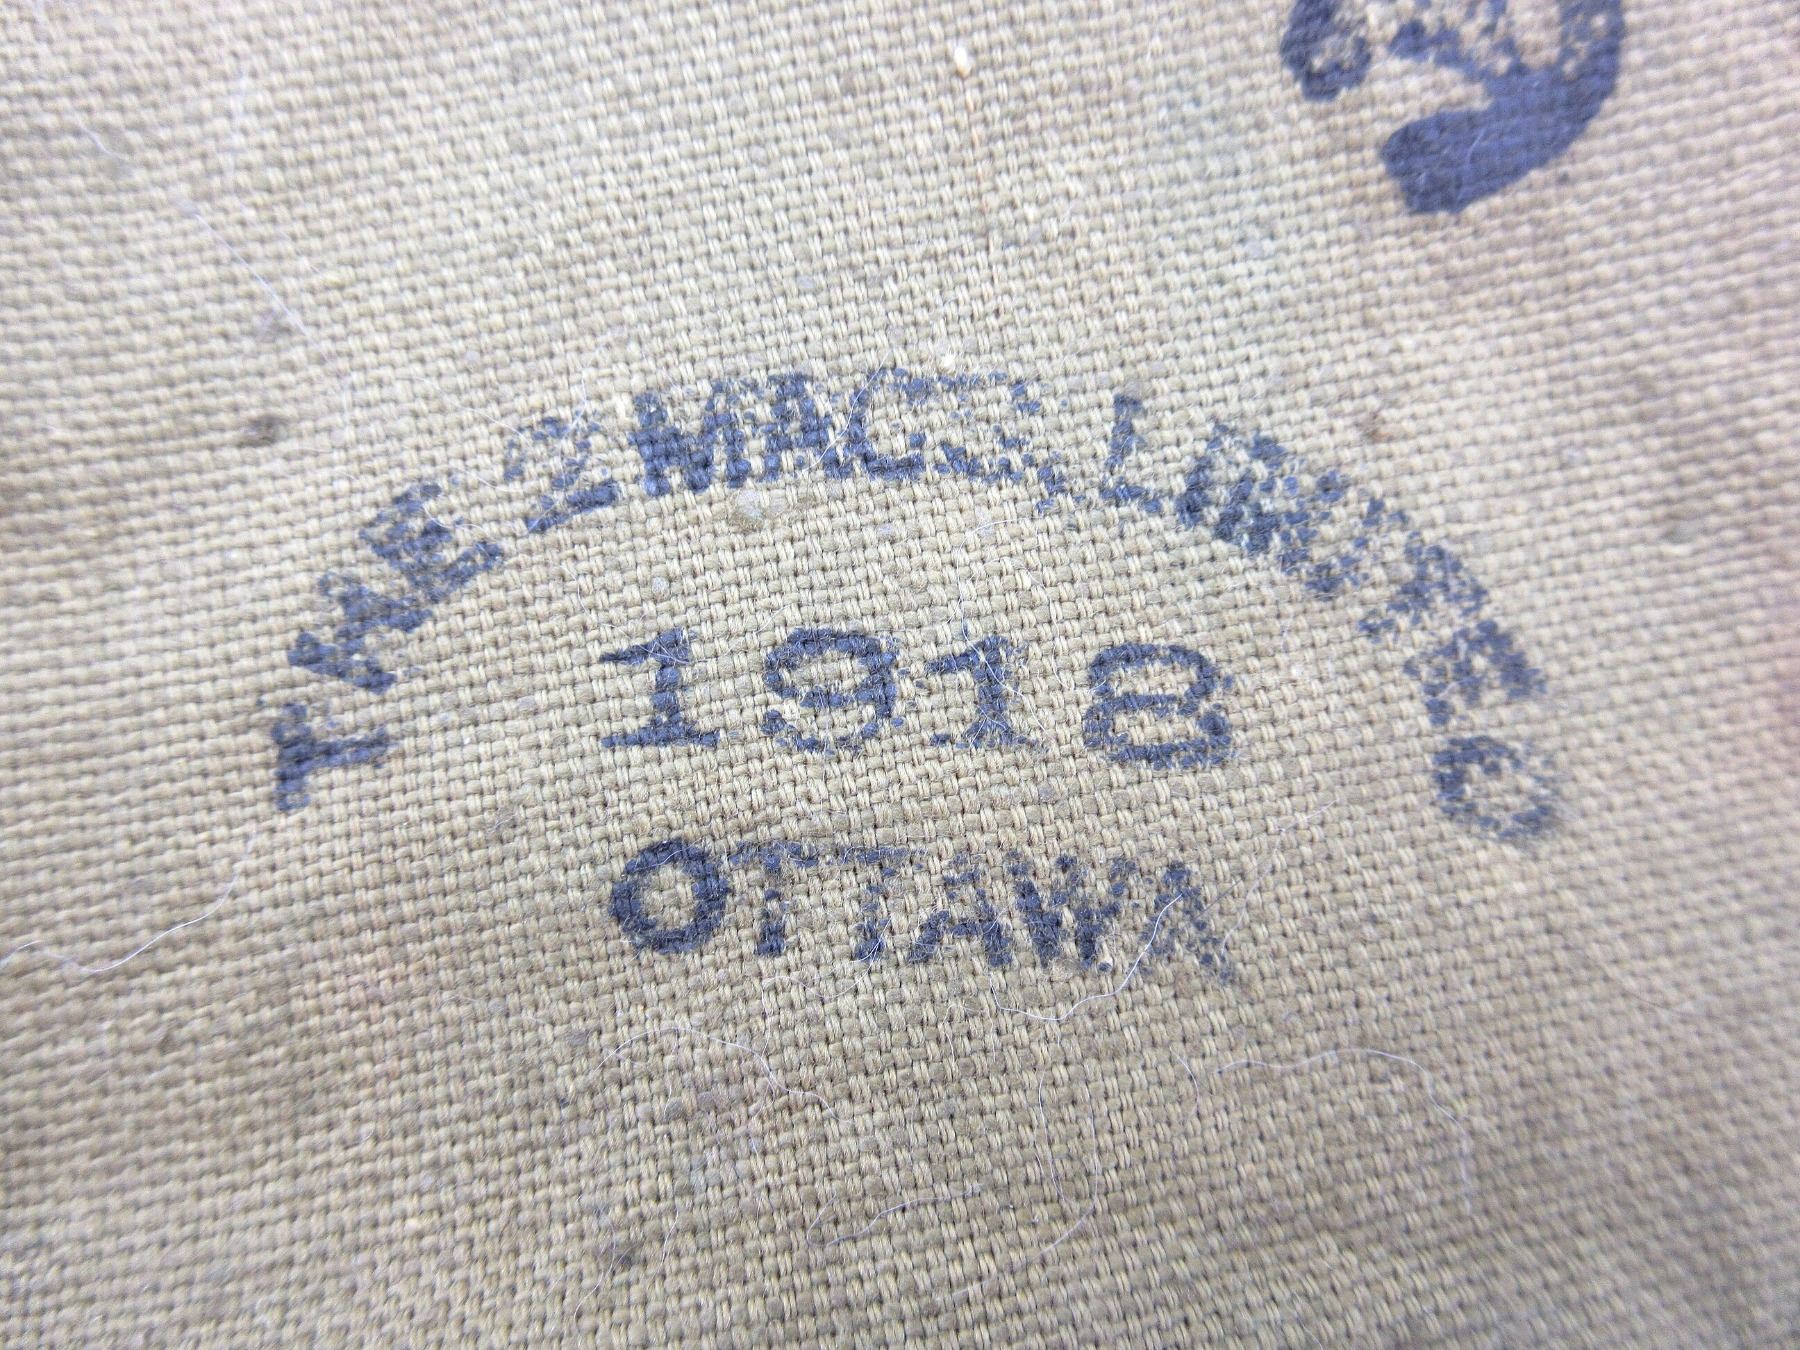 THE 2 MACS LIMITED
1918
OTTAWA